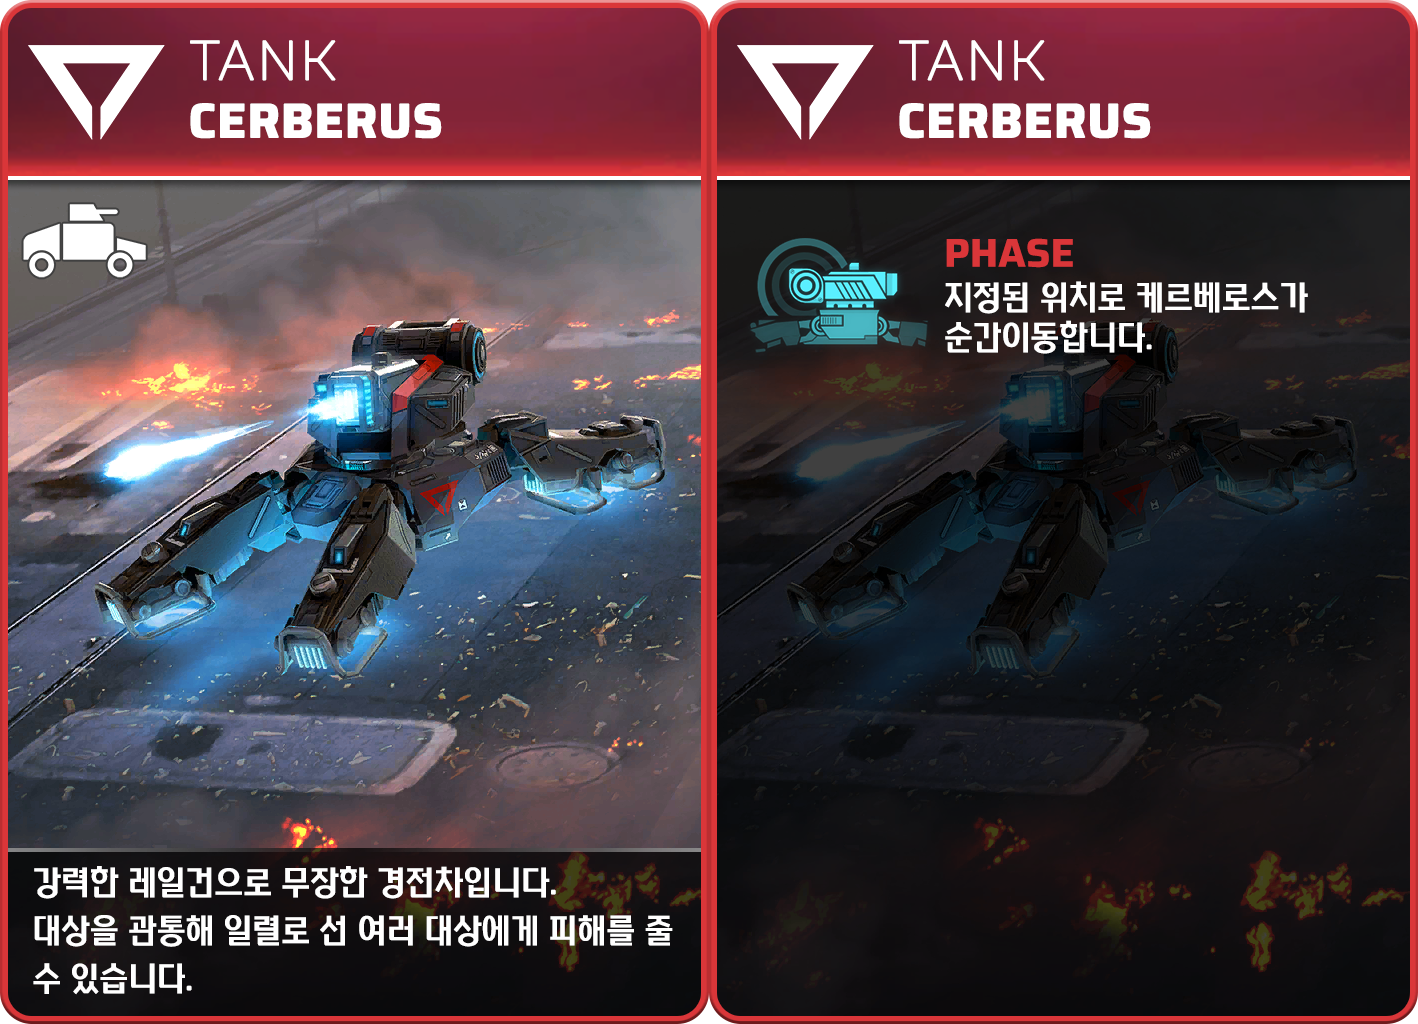 TANK
CERBERUS
강력한 레일건으로 무장한 경전차입니다.
대상을 관통해 일렬로 선 여러 대상에게 피해를 줄
수 있습니다.
TANK
CERBERUS
PHASE
지정된 위치로 케르베로스가
순간이동합니다.